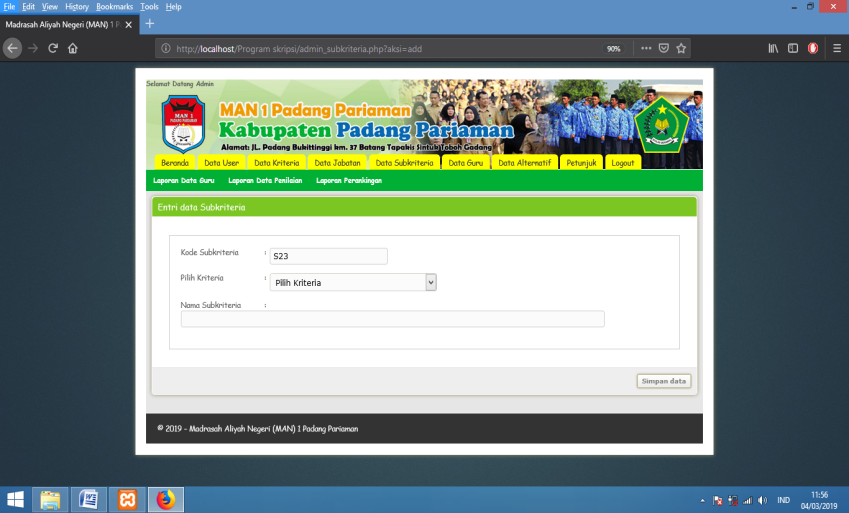 File Edit View History Bookmarks Tools Help
Madrasah Aliyah Negeri (MAN) 1 P
http://localhost/Program skripsi/admin_subkriteria.php?aksi=add
90%
Selamat Datang Admin
MAN 1
MAN 1 Padang Pariaman
Kabupaten Padang Pariaman
Alamat: JL. Padang Bukittinggi km. 37 Batang Tapakis Sintuk Toboh Gadang
Beranda Data User Data Kriteria Data Jabatan Data Subkriteria Data Guru Data Alternatif Petunjuk Logout
Laporan Data Guru Laporan Data Penilaian Laporan Perankingan
Entri data Subkriteria
Kode Subkriteria : S23
Pilih Kriteria : Pilih Kriteria
Nama Subkriteria :
Simpan data
© 2019 - Madrasah Aliyah Negeri (MAN) 1 Padang Pariaman
IND
11:56
04/03/2019